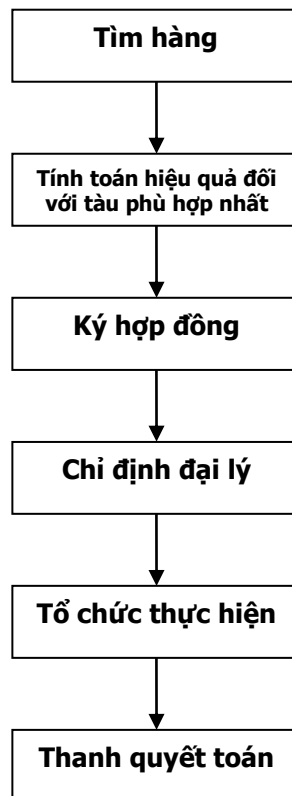 Tìm hàng
Tính toán hiệu quả đối
với tàu phù hợp nhất
Ký hợp đồng
Chỉ định đại lý
Tổ chức thực hiện
Thanh quyết toán